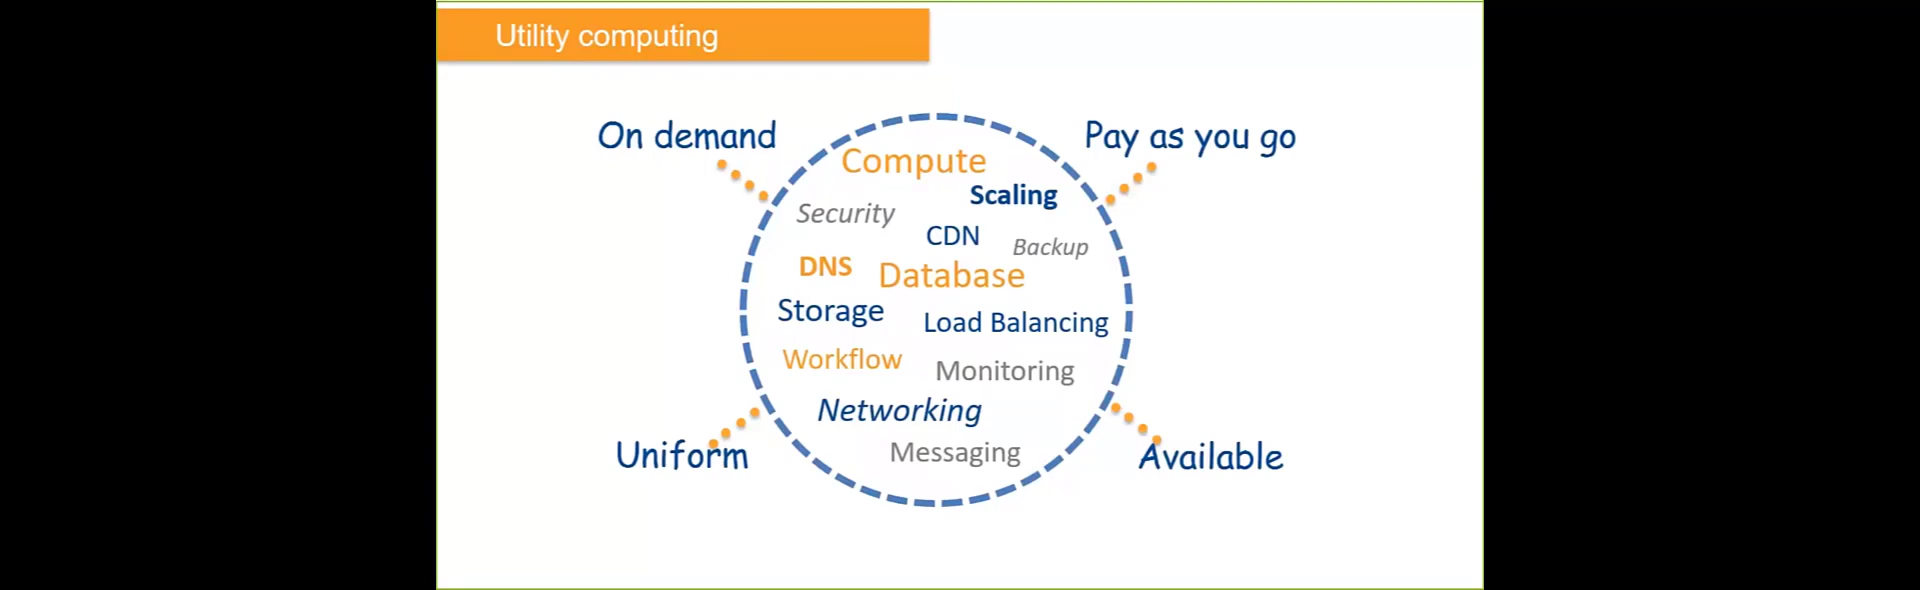 Utility computing
On demand
Pay as you go
Compute
Scaling
Security
CDN
Backup
DNS
Database
Storage
Load Balancing
Workflow
Monitoring
Networking
Messaging
Uniform
Available